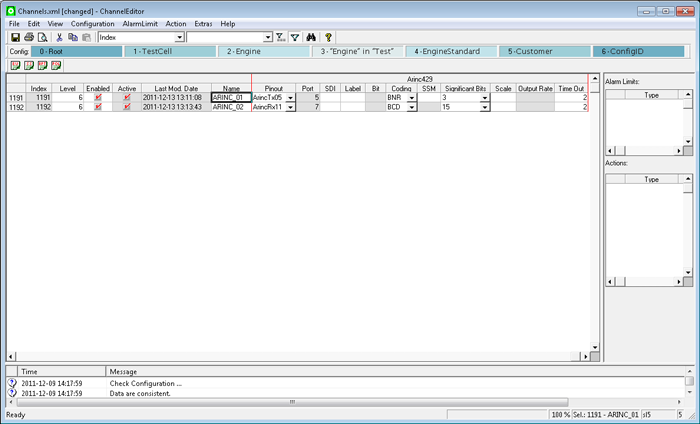 Channels.xml [changed] - ChannelEditor
File Edit View Configuration AlarmLimit Action Extras Help
Index
Config: 0 - Root 1 - TestCell 2 - Engine 3 - "Engine" in "Test" 4 - EngineStandard 5 - Customer 6 - ConfigID
Arinc429
Index Level Enabled Active Last Mod. Date Name Pinout Port SDI Label Bit Coding SSM Significant Bits Scale Output Rate Time Out
1191 1191 6 2011-12-13 13:11:08 ARINC_01 ArincTx05 5 BNR 3 2
1192 1192 6 2011-12-13 13:13:43 ARINC_02 ArincRx11 7 BCD 15 2
Alarm Limits:
Type
Actions:
Type
Time Message
2011-12-09 14:17:59 Check Configuration ...
2011-12-09 14:17:59 Data are consistent.
Ready 100 % Sel.: 1191 - ARINC_01 sl5 5